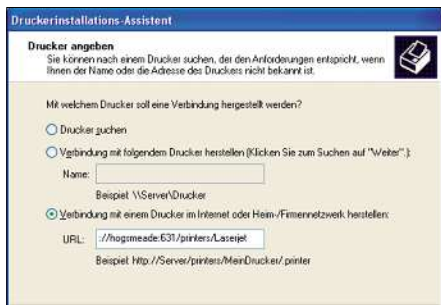 Druckerinstallations-Assistent
Drucker angeben
Sie können nach einem Drucker suchen, der den Anforderungen entspricht, wenn
Ihnen der Name oder die Adresse des Druckers nicht bekannt ist.
Mit welchem Drucker soll eine Verbindung hergestellt werden?
Drucker suchen
Verbindung mit folgendem Drucker herstellen (Klicken Sie zum Suchen auf "Weiter".):
Name:
Beispiel: \\Server\Drucker
Verbindung mit einem Drucker im Internet oder Heim-/Firmennetzwerk herstellen:
URL: ://hogsmeade:631/printers/Laserjet
Beispiel: http://Server/printers/MeinDrucker/.printer